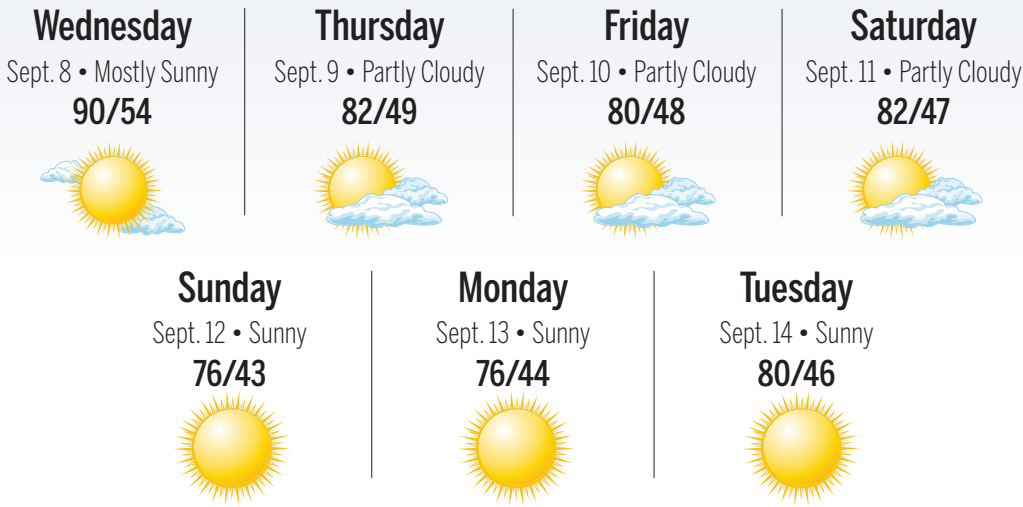 Wednesday
Sept. 8 • Mostly Sunny
90/54
Thursday
Sept. 9 • Partly Cloudy
82/49
Friday
Sept. 10 • Partly Cloudy
80/48
Saturday
Sept. 11 • Partly Cloudy
82/47
Sunday
Sept. 12 • Sunny
76/43
Monday
Sept. 13 • Sunny
76/44
Tuesday
Sept. 14 • Sunny
80/46